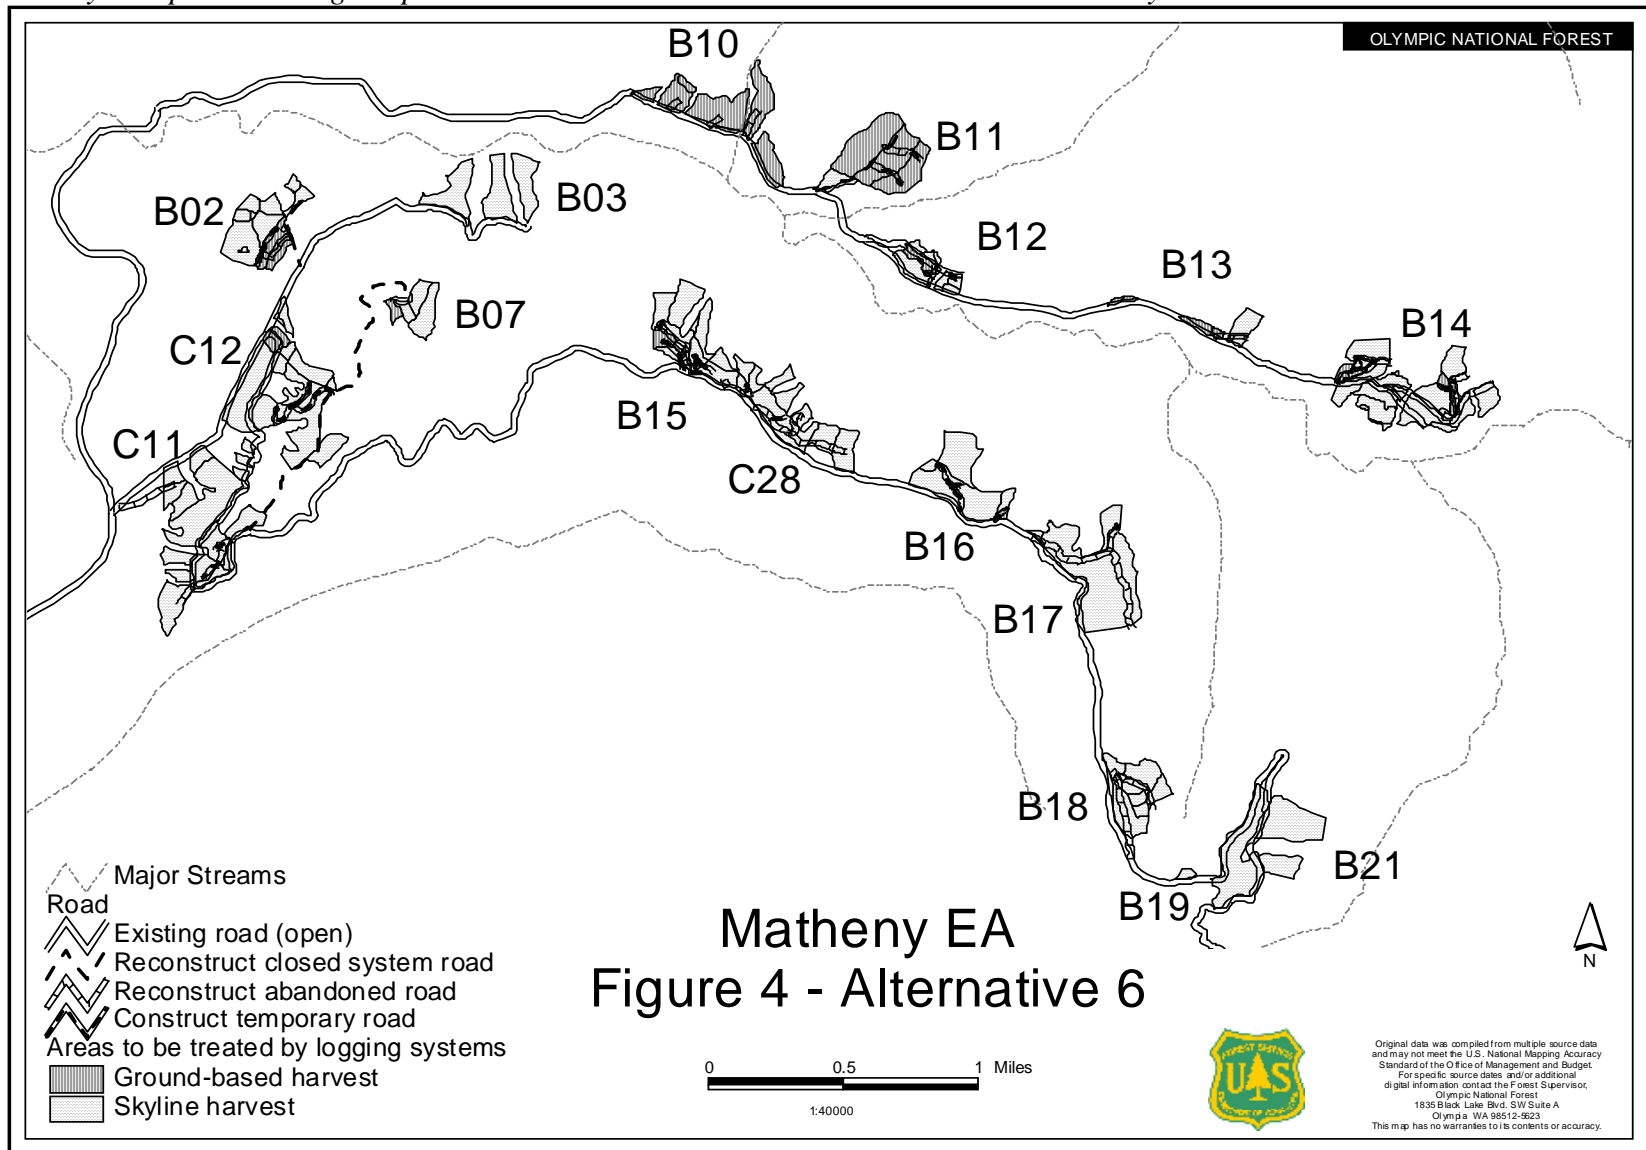 OLYMPIC NATIONAL FOREST
B10
B11
B02
B03
B12
B13
B07
B14
C12
B15
C11
C28
B16
B17
B18
B21
B19
Major Streams
Road
Existing road (open)
Reconstruct closed system road
Reconstruct abandoned road
Construct temporary road
Areas to be treated by logging systems
Ground-based harvest
Skyline harvest
Matheny EA
Figure 4 - Alternative 6
0 0.5 1 Miles
1:40000
N
FOREST SERVICE
U S
DEPARTMENT OF AGRICULTURE
Original data was compiled from multiple source data
and may not meet the U.S. National Mapping Accuracy
Standard of the Office of Management and Budget.
For specific source dates and/or additional
digital information contact the Forest Supervisor,
Olympic National Forest
1835 Black Lake Blvd. SW Suite A
Olympia WA 98512-5623
This map has no warranties to its contents or accuracy.